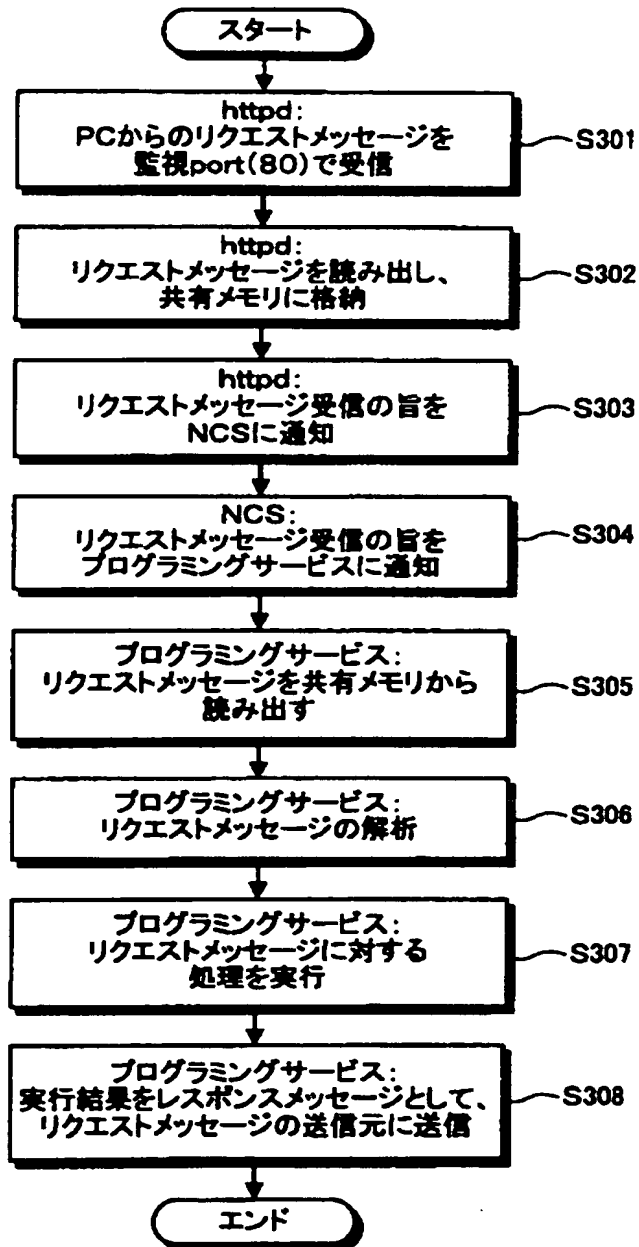 スタート
httpd:
PCからのリクエストメッセージを
監視port(80)で受信
S301
httpd:
リクエストメッセージを読み出し、
共有メモリに格納
S302
httpd:
リクエストメッセージ受信の旨を
NCSに通知
S303
NCS:
リクエストメッセージ受信の旨を
プログラミングサービスに通知
S304
プログラミングサービス:
リクエストメッセージを共有メモリから
読み出す
S305
プログラミングサービス:
リクエストメッセージの解析
S306
プログラミングサービス:
リクエストメッセージに対する
処理を実行
S307
プログラミングサービス:
実行結果をレスポンスメッセージとして、
リクエストメッセージの送信元に送信
S308
エンド